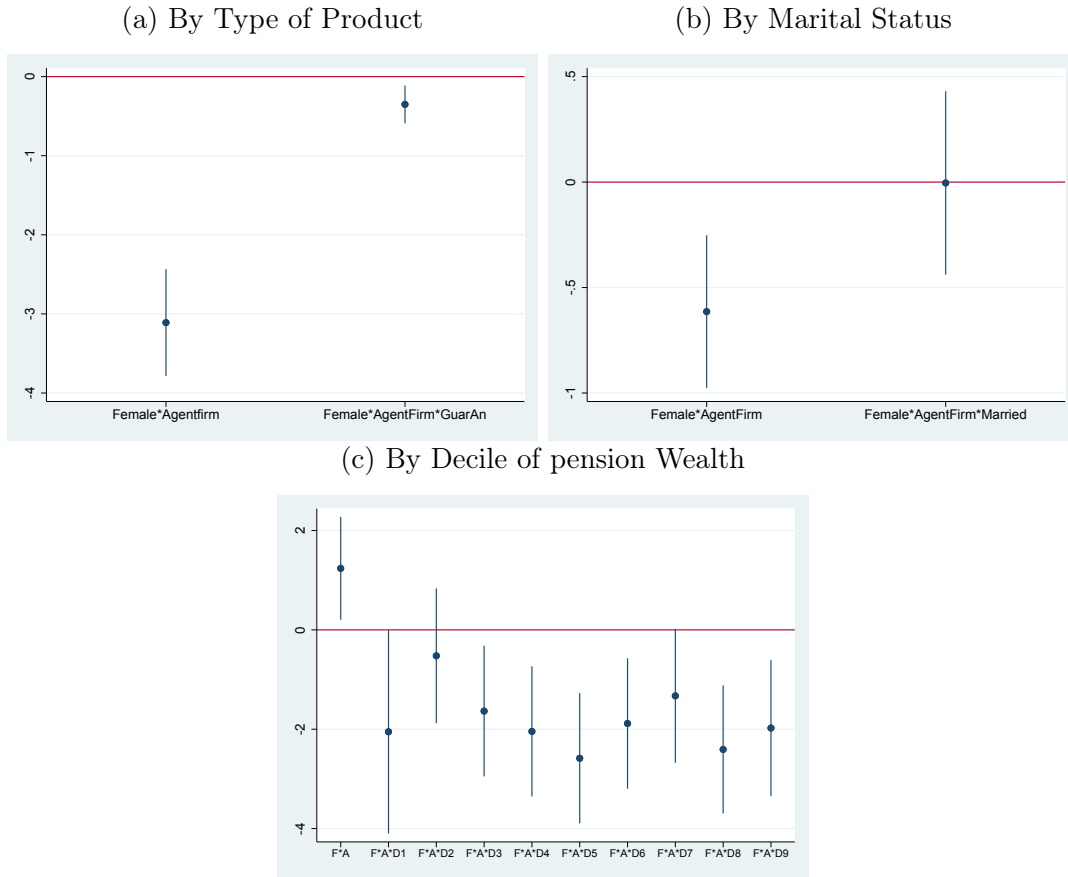 (a) By Type of Product
0
-1
-2
-3
-4
Female*Agentfirm
Female*AgentFirm*GuarAn
(b) By Marital Status
.5
0
-.5
-1
Female*AgentFirm
Female*AgentFirm*Married
(c) By Decile of pension Wealth
2
0
-2
-4
F*A F*A*D1 F*A*D2 F*A*D3 F*A*D4 F*A*D5 F*A*D6 F*A*D7 F*A*D8 F*A*D9